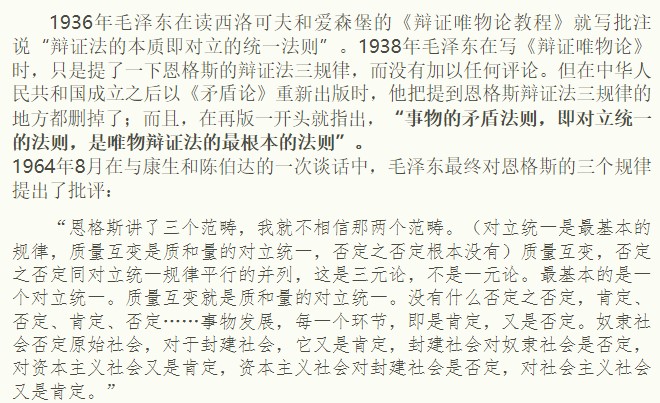 1936年毛泽东在读西洛可夫和爱森堡的《辩证唯物论教程》就写批注
说“辩证法的本质即对立的统一法则”。1938年毛泽东在写《辩证唯物论》
时，只是提了一下恩格斯的辩证法三规律，而没有加以任何评论。但在中华人
民共和国成立之后以《矛盾论》重新出版时，他把提到恩格斯辩证法三规律的
地方都删掉了；而且，在再版一开头就指出，“事物的矛盾法则，即对立统一
的法则，是唯物辩证法的最根本的法则”。
1964年8月在与康生和陈伯达的一次谈话中，毛泽东最终对恩格斯的三个规律
提出了批评：
“恩格斯讲了三个范畴，我就不相信那两个范畴。（对立统一是最基本的
规律，质量互变是质和量的对立统一，否定之否定根本没有）质量互变，否定
之否定同对立统一规律平行的并列，这是三元论，不是一元论。最基本的是一
个对立统一。质量互变就是质和量的对立统一。没有什么否定之否定，肯定、
否定、肯定、否定……事物发展，每一个环节，即是肯定，又是否定。奴隶社
会否定原始社会，对于封建社会，它又是肯定，封建社会对奴隶社会是否定，
对资本主义社会又是肯定，资本主义社会对封建社会是否定，对社会主义社会
又是肯定。”